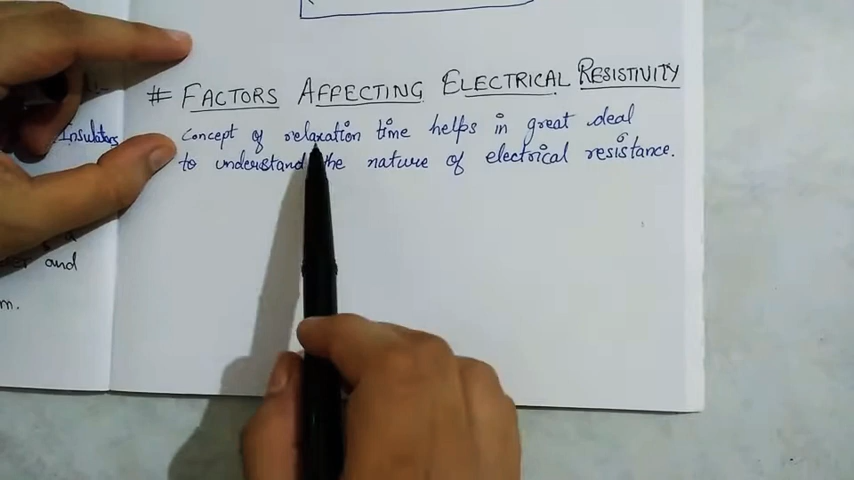 # FACTORS AFFECTING ELECTRICAL RESISTIVITY
Concept of relaxation time helps in great deal
to understand the nature of electrical resistance.
Insulators
and
m.